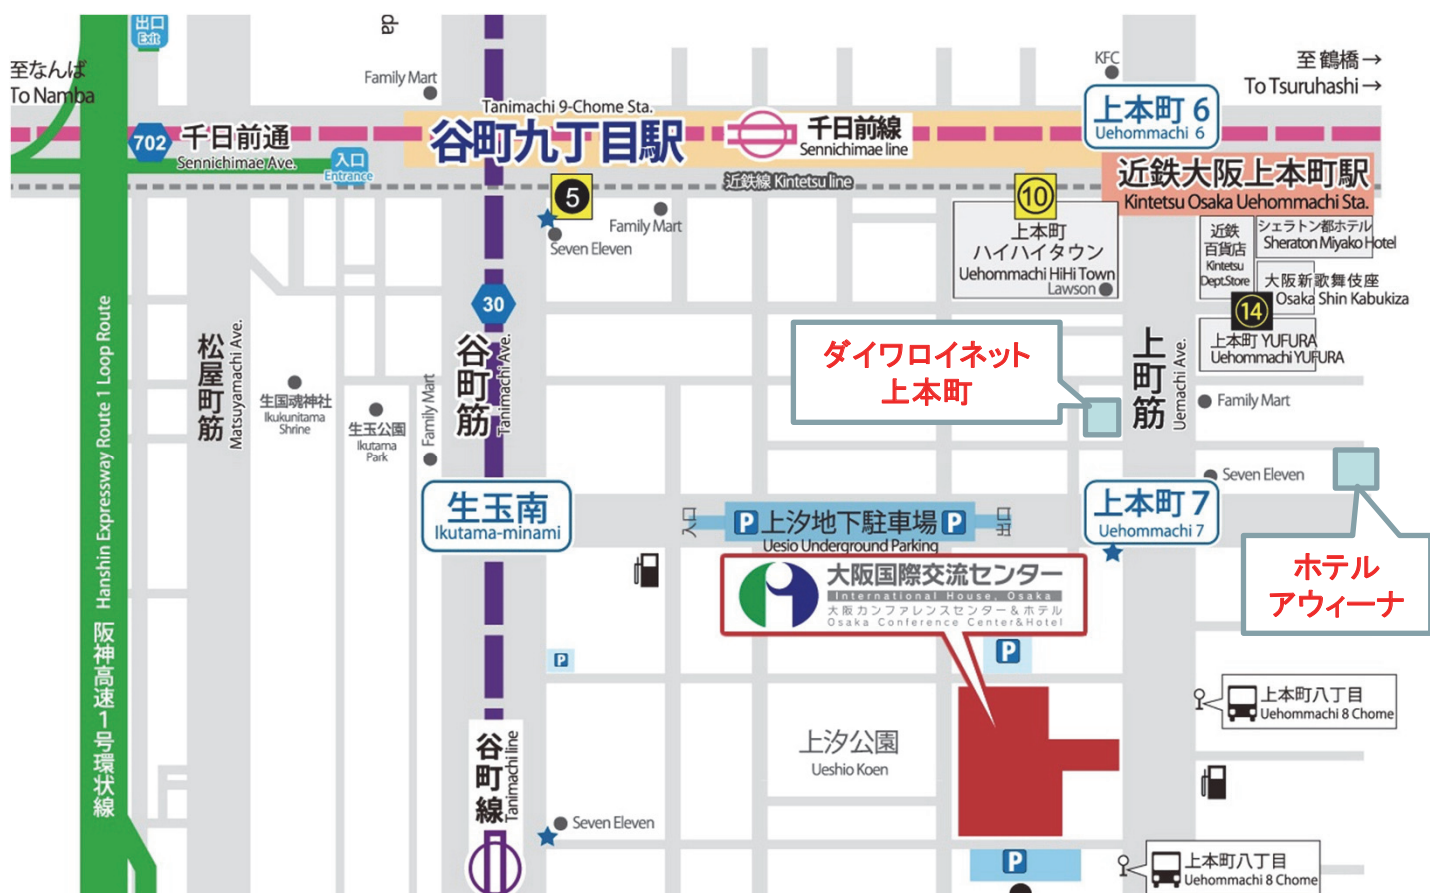 出口
Exit
da
至なんば
To Namba
Family Mart
KFC
至 鶴橋→
To Tsuruhashi→
Tanimachi 9-Chome Sta.
谷町九丁目駅
千日前線
Sennichimae line
上本町 6
Uehommachi 6
702
千日前通
Sennichimae Ave.
入口
Entrance
近鉄線 Kintetsu line
近鉄大阪上本町駅
Kintetsu Osaka Uehommachi Sta.
5
Seven Eleven
Family Mart
⑩
上本町
ハイハイタウン
Uehommachi HiHi Town
Lawson
近鉄
百貨店
Kintetsu
Dept.Store
シェラトン都ホテル
Sheraton Miyako Hotel
大阪新歌舞伎座
Osaka Shin Kabukiza
⑭
上本町 YUFURA
Uehommachi YUFURA
30
松屋町筋
Matsuyamachi Ave.
谷町筋
Tanimachi Ave.
上町筋
Uemachi Ave.
ダイワロイネット
上本町
生国魂神社
Ikukunitama
Shrine
生玉公園
Ikutama
Park
Family Mart
Family Mart
Seven Eleven
Hanshin Expressway Route 1 Loop Route
阪神高速1号環状線
生玉南
Ikutama-minami
入口
P 上汐地下駐車場 P
出口
Uesio Underground Parking
上本町 7
Uehommachi 7
ホテル
アウィーナ
大阪国際交流センター
International House, Osaka
大阪カンファレンスセンター&ホテル
Osaka Conference Center&Hotel
P
P
上汐公園
Ueshio Koen
上本町八丁目
Uehommachi 8 Chome
谷町線
Tanimachi line
Seven Eleven
P
上本町八丁目
Uehommachi 8 Chome